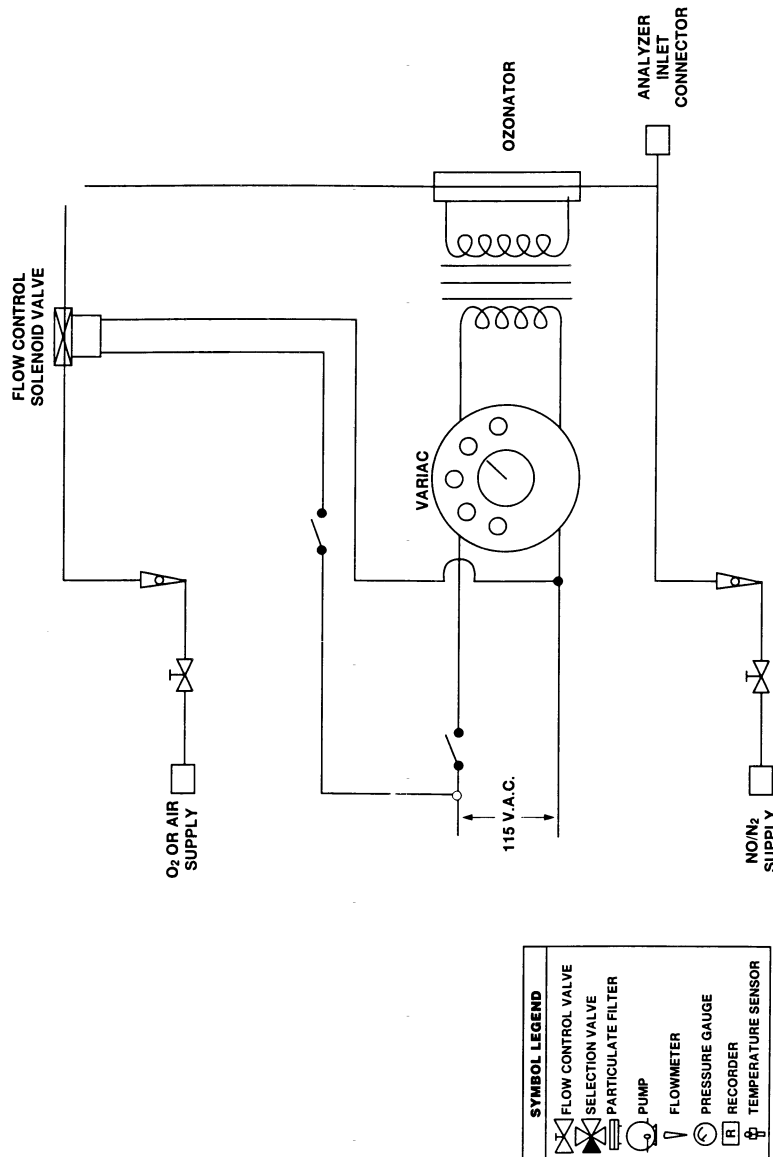 FLOW CONTROL
SOLENOID VALVE
O2 OR AIR
SUPPLY
OZONATOR
VARIAC
115 V.A.C.
ANALYZER
INLET
CONNECTOR
NO/N2
SUPPLY
SYMBOL LEGEND
FLOW CONTROL VALVE
SELECTION VALVE
PARTICULATE FILTER
PUMP
FLOWMETER
PRESSURE GAUGE
R RECORDER
TEMPERATURE SENSOR